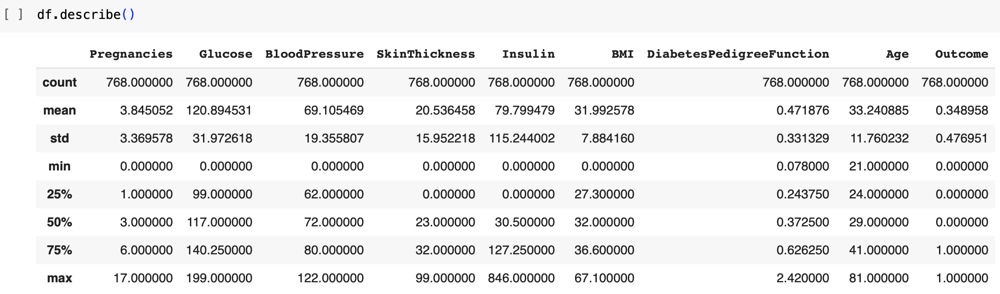 [ ] df.describe()
Pregnancies Glucose BloodPressure SkinThickness Insulin BMI DiabetesPedigreeFunction Age Outcome
count 768.000000 768.000000 768.000000 768.000000 768.000000 768.000000 768.000000 768.000000 768.000000
mean 3.845052 120.894531 69.105469 20.536458 79.799479 31.992578 0.471876 33.240885 0.348958
std 3.369578 31.972618 19.355807 15.952218 115.244002 7.884160 0.331329 11.760232 0.476951
min 0.000000 0.000000 0.000000 0.000000 0.000000 0.000000 0.078000 21.000000 0.000000
25% 1.000000 99.000000 62.000000 0.000000 0.000000 27.300000 0.243750 24.000000 0.000000
50% 3.000000 117.000000 72.000000 23.000000 30.500000 32.000000 0.372500 29.000000 0.000000
75% 6.000000 140.250000 80.000000 32.000000 127.250000 36.600000 0.626250 41.000000 1.000000
max 17.000000 199.000000 122.000000 99.000000 846.000000 67.100000 2.420000 81.000000 1.000000